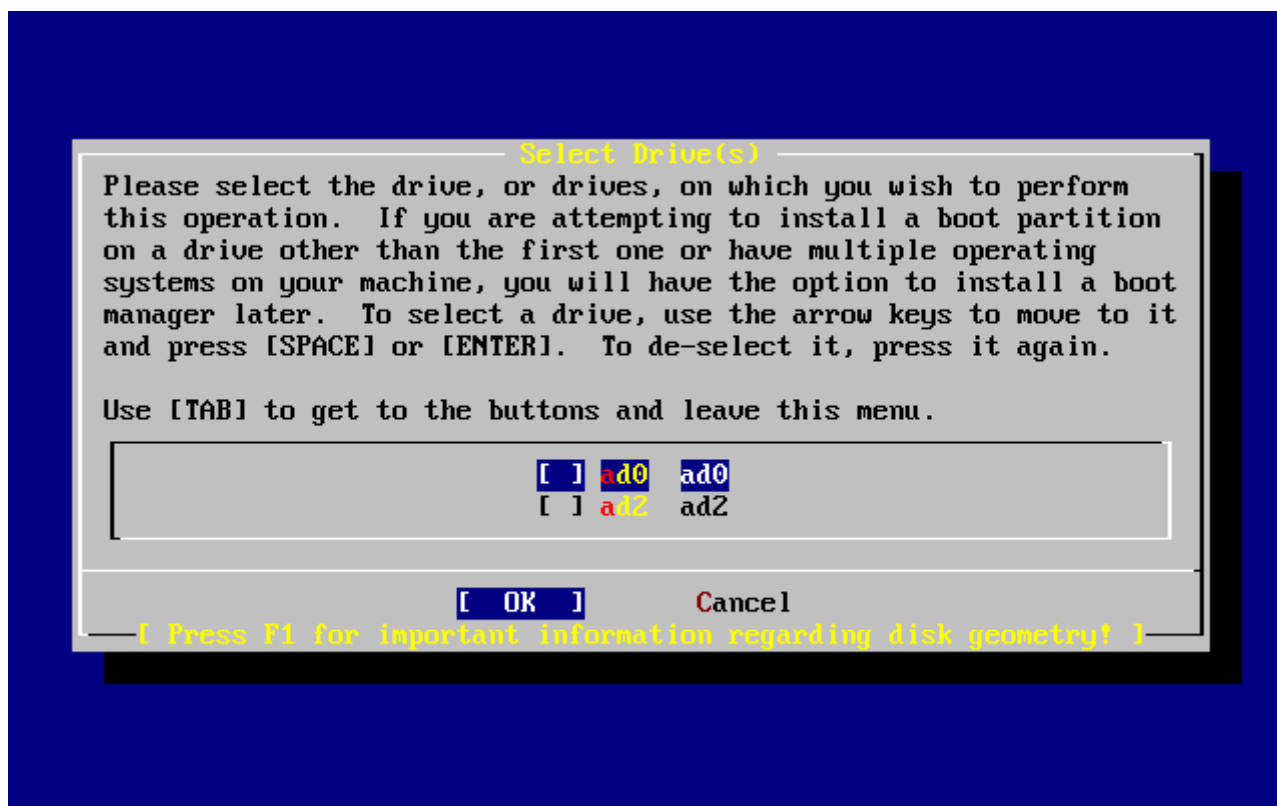 Select Drive(s)
Please select the drive, or drives, on which you wish to perform
this operation.  If you are attempting to install a boot partition
on a drive other than the first one or have multiple operating
systems on your machine, you will have the option to install a boot
manager later.  To select a drive, use the arrow keys to move to it
and press [SPACE] or [ENTER].  To de-select it, press it again.
Use [TAB] to get to the buttons and leave this menu.
[ ] ad0  ad0
[ ] ad2  ad2
[  OK  ]       Cancel
[ Press F1 for important information regarding disk geometry! ]